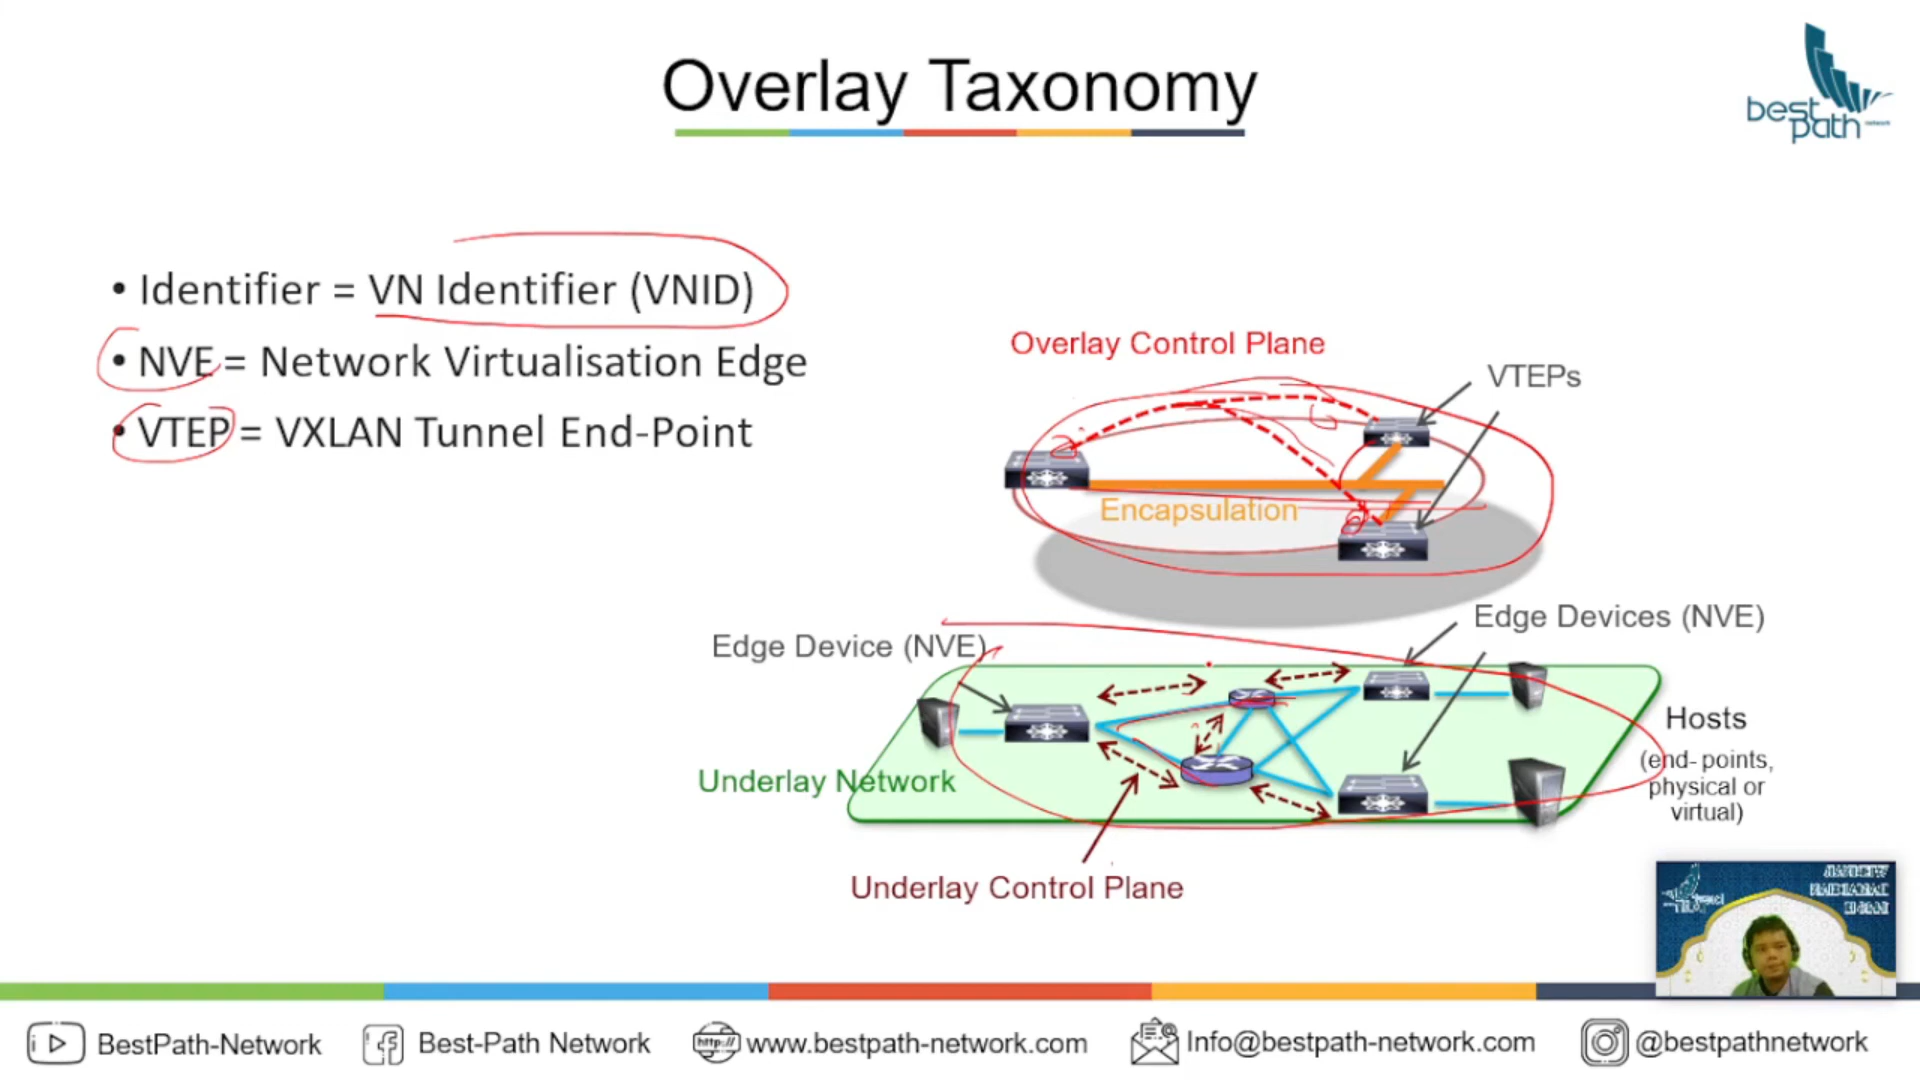 Overlay Taxonomy
best
path
• Identifier = VN Identifier (VNID)
• NVE = Network Virtualisation Edge
• VTEP = VXLAN Tunnel End-Point
Overlay Control Plane
VTEPs
Encapsulation
Edge Devices (NVE)
Edge Device (NVE)
Hosts
(end- points,
physical or
virtual)
Underlay Network
Underlay Control Plane
BestPath-Network
Best-Path Network
http://
www.bestpath-network.com
Info@bestpath-network.com
@bestpathnetwork